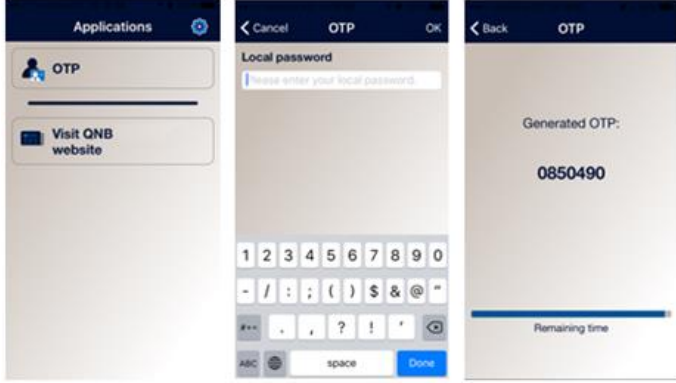 Applications
OTP
Visit QNB
website
Cancel OTP OK
Local password
Please enter your local password.
1 2 3 4 5 6 7 8 9 0
- / : ; ( ) $ & @ "
#+= . , ? ! '
ABC space Done
Back OTP
Generated OTP:
0850490
Remaining time